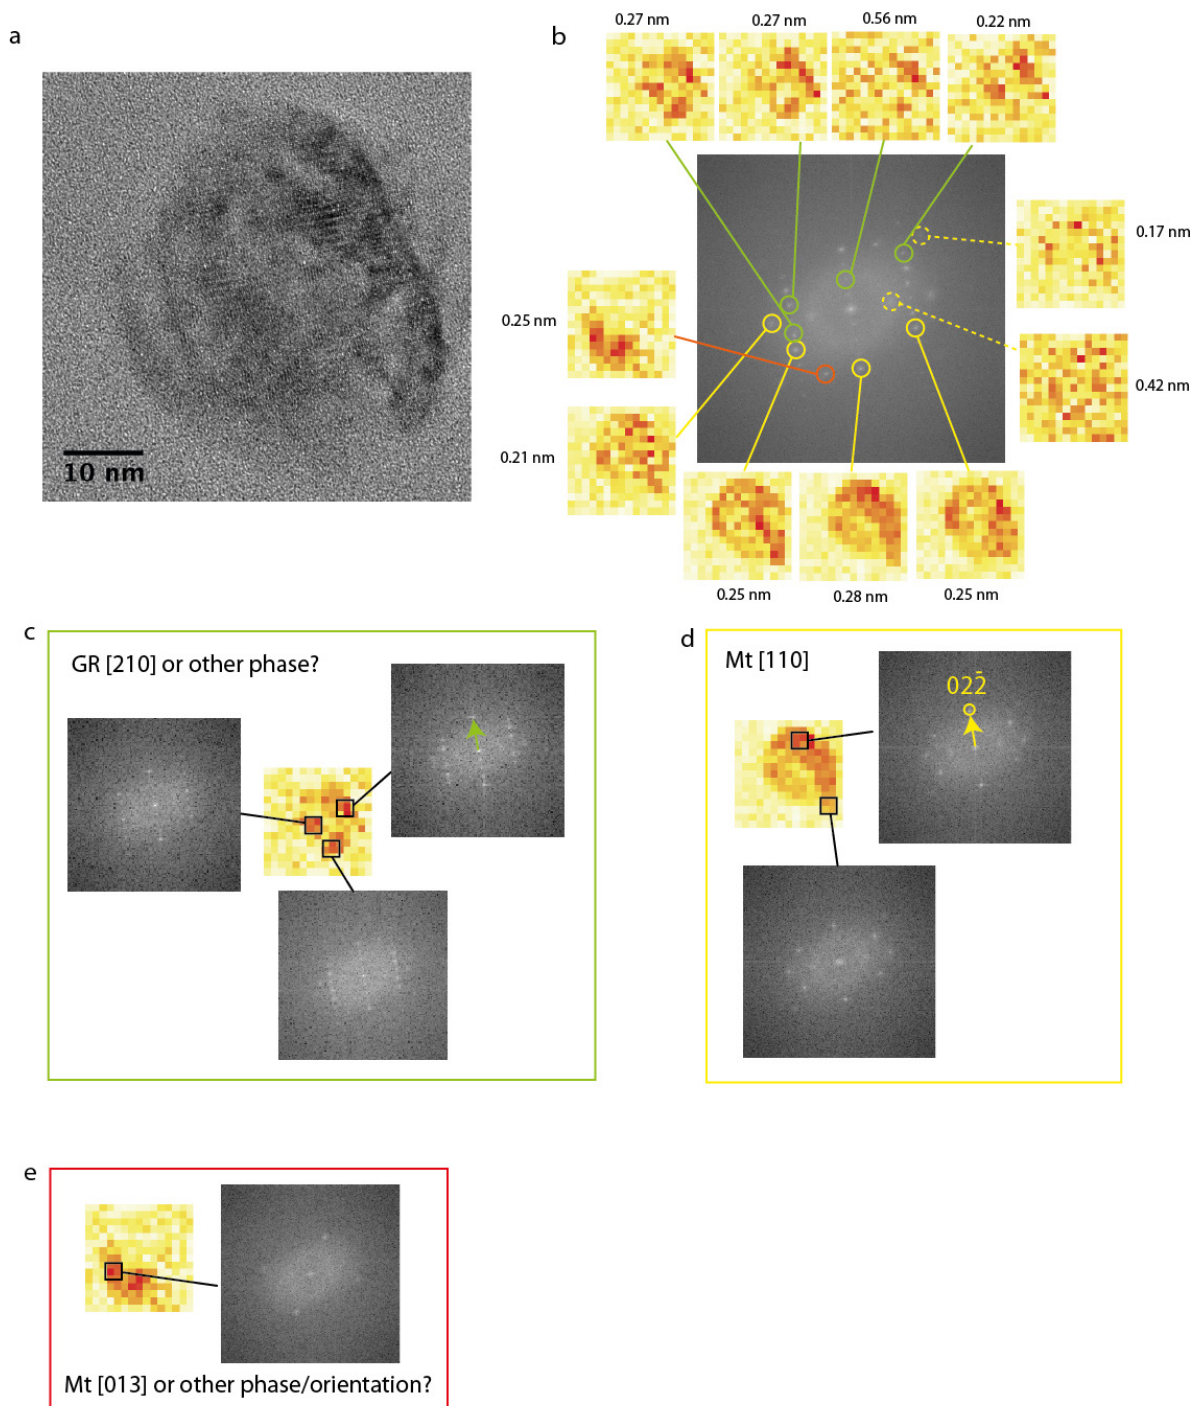 a
10 nm
b
0.27 nm
0.27 nm
0.56 nm
0.22 nm
0.17 nm
0.25 nm
0.42 nm
0.21 nm
0.25 nm
0.28 nm
0.25 nm
c
GR [210] or other phase?
d
Mt [110]
022̄
e
Mt [013] or other phase/orientation?